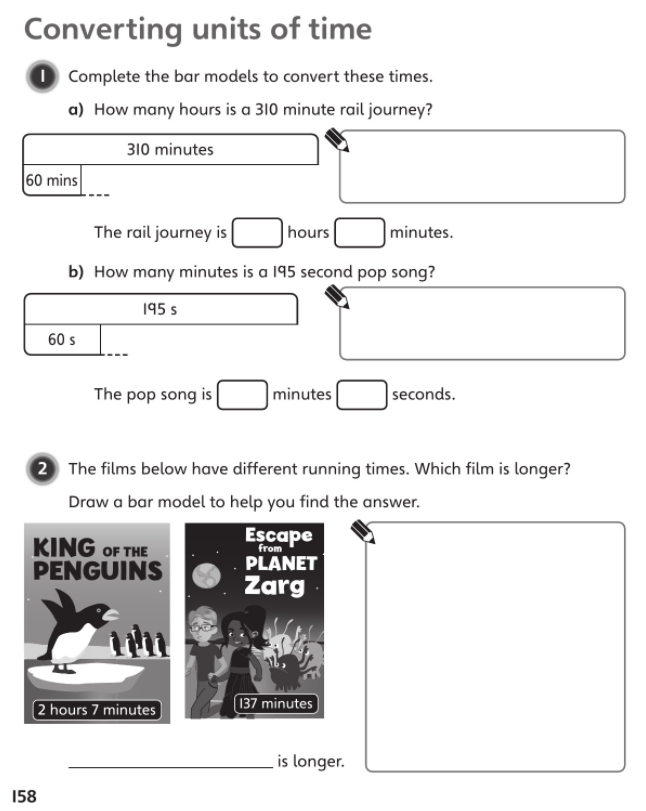 Converting units of time
1 Complete the bar models to convert these times.
a) How many hours is a 310 minute rail journey?
310 minutes
60 mins
The rail journey is hours minutes.
b) How many minutes is a 195 second pop song?
195 s
60 s
The pop song is minutes seconds.
2 The films below have different running times. Which film is longer?
Draw a bar model to help you find the answer.
KING OF THE
PENGUINS
2 hours 7 minutes
Escape
from
PLANET
Zarg
137 minutes
is longer.
158